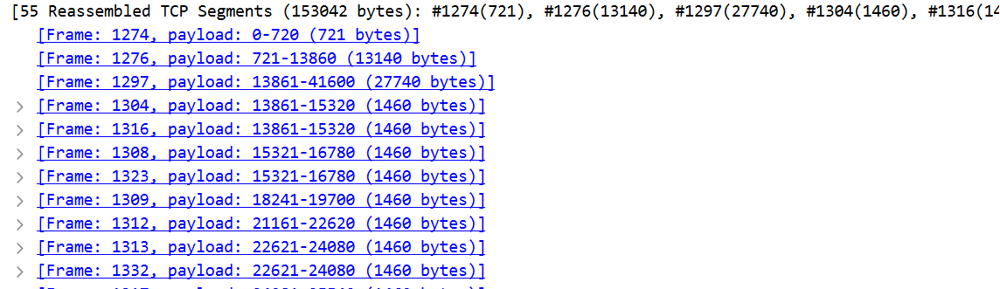 [55 Reassembled TCP Segments (153042 bytes): #1274(721), #1276(13140), #1297(27740), #1304(1460), #1316(14
[Frame: 1274, payload: 0-720 (721 bytes)]
[Frame: 1276, payload: 721-13860 (13140 bytes)]
[Frame: 1297, payload: 13861-41600 (27740 bytes)]
[Frame: 1304, payload: 13861-15320 (1460 bytes)]
[Frame: 1316, payload: 13861-15320 (1460 bytes)]
[Frame: 1308, payload: 15321-16780 (1460 bytes)]
[Frame: 1323, payload: 15321-16780 (1460 bytes)]
[Frame: 1309, payload: 18241-19700 (1460 bytes)]
[Frame: 1312, payload: 21161-22620 (1460 bytes)]
[Frame: 1313, payload: 22621-24080 (1460 bytes)]
[Frame: 1332, payload: 22621-24080 (1460 bytes)]